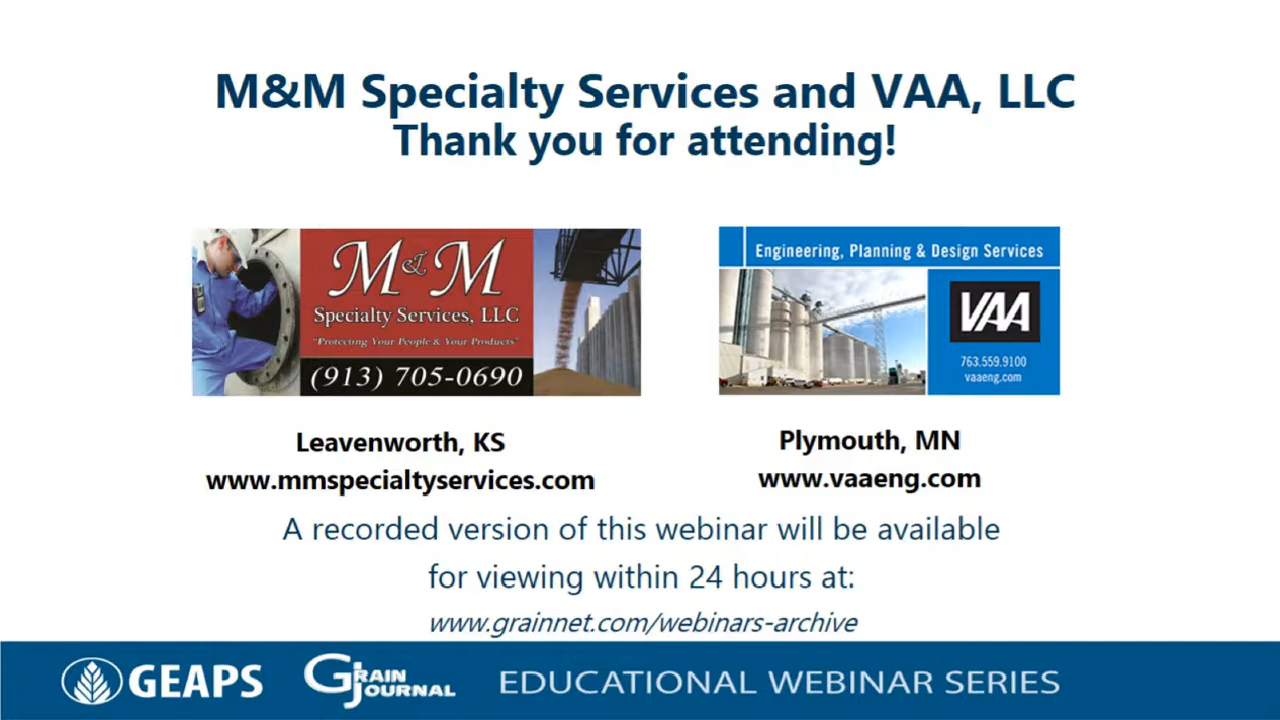 M&M Specialty Services and VAA, LLC
Thank you for attending!
M&M
Specialty Services, LLC
"Protecting Your People & Your Products"
(913) 705-0690
Engineering, Planning & Design Services
VAA
763.559.9100
vaaeng.com
Leavenworth, KS
www.mmspecialtyservices.com
Plymouth, MN
www.vaaeng.com
A recorded version of this webinar will be available
for viewing within 24 hours at:
www.grainnet.com/webinars-archive
GEAPS
GRAIN
JOURNAL
EDUCATIONAL WEBINAR SERIES